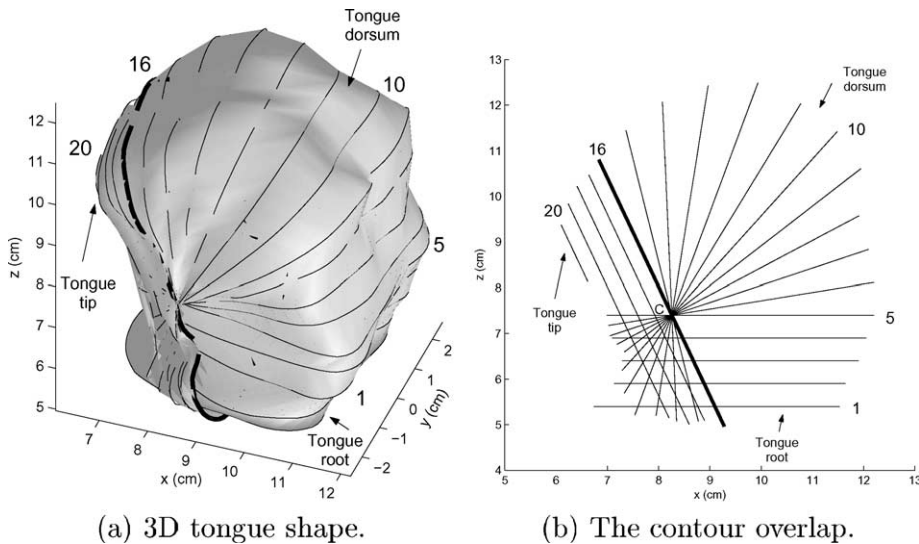 Tongue
dorsum
16
10
20
5
1
Tongue
tip
Tongue
root
z (cm)
12
11
10
9
8
7
6
5
7
8
9
10
11
12
x (cm)
2
1
0
−1
−2
y (cm)
(a) 3D tongue shape.
13
12
11
10
9
8
7
6
5
4
z (cm)
5
6
7
8
9
10
11
12
13
x (cm)
Tongue
dorsum
10
16
20
C
5
Tongue
tip
1
Tongue
root
(b) The contour overlap.